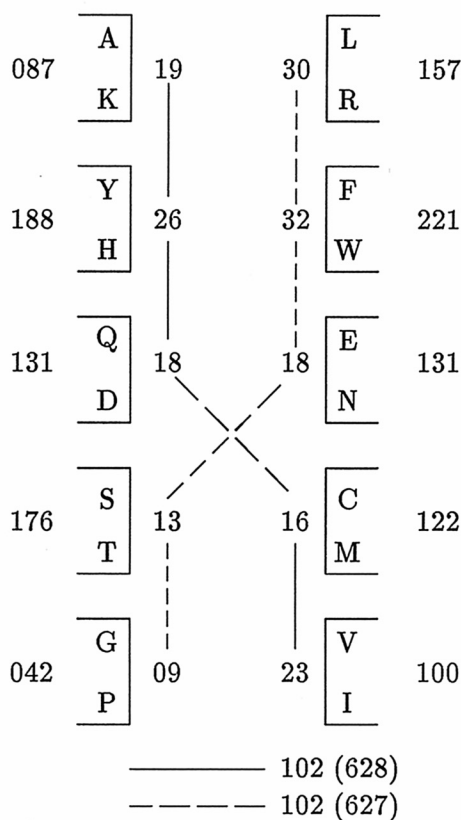 A L
087 19 30 157
K R
Y F
188 26 32 221
H W
Q E
131 18 18 131
D N
S C
176 13 16 122
T M
G V
042 09 23 100
P I
102 (628)
102 (627)